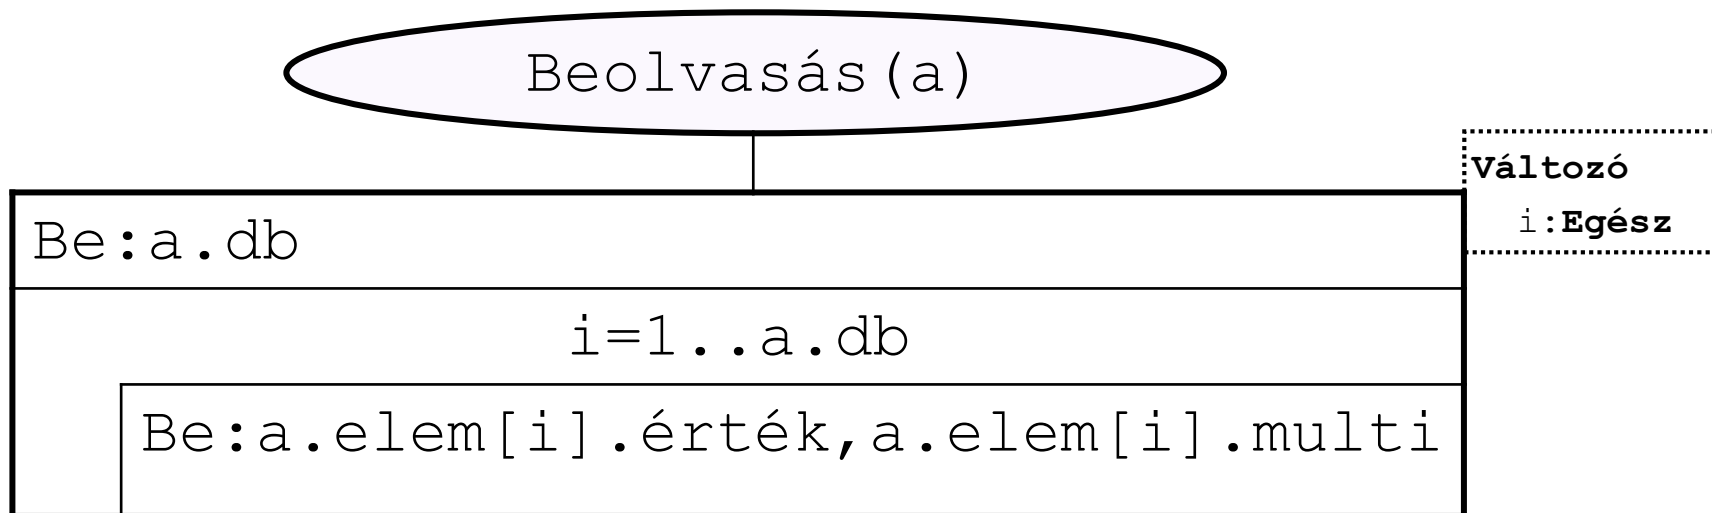 Beolvasás(a)
Változó
i:Egész
Be:a.db
i=1..a.db
Be:a.elem[i].érték,a.elem[i].multi